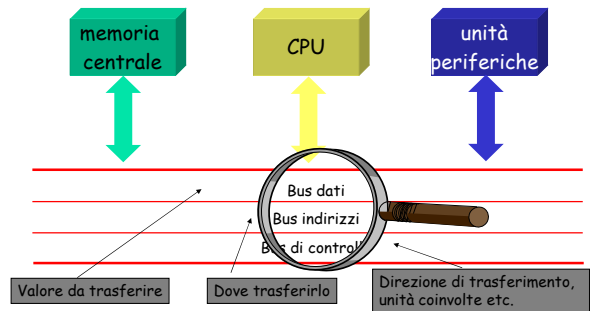 memoria
centrale
CPU
unità
periferiche
Bus dati
Bus indirizzi
Bus di controll
Valore da trasferire
Dove trasferirlo
Direzione di trasferimento,
unità coinvolte etc.